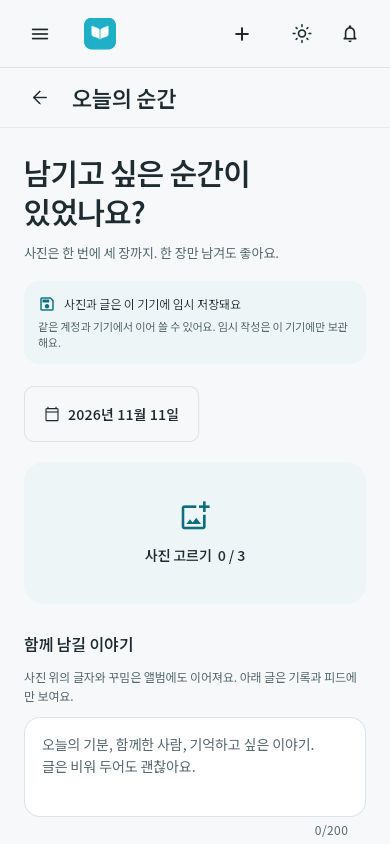 오늘의 순간
남기고 싶은 순간이
있었나요?
사진은 한 번에 세 장까지. 한 장만 남겨도 좋아요.
사진과 글은 이 기기에 임시 저장돼요
같은 계정과 기기에서 이어 쓸 수 있어요. 임시 작성은 이 기기에만 보관
해요.
2026년 11월 11일
사진 고르기 0 / 3
함께 남길 이야기
사진 위의 글자와 꾸밈은 앨범에도 이어져요. 아래 글은 기록과 피드에
만 보여요.
오늘의 기분, 함께한 사람, 기억하고 싶은 이야기.
글은 비워 두어도 괜찮아요.
0/200